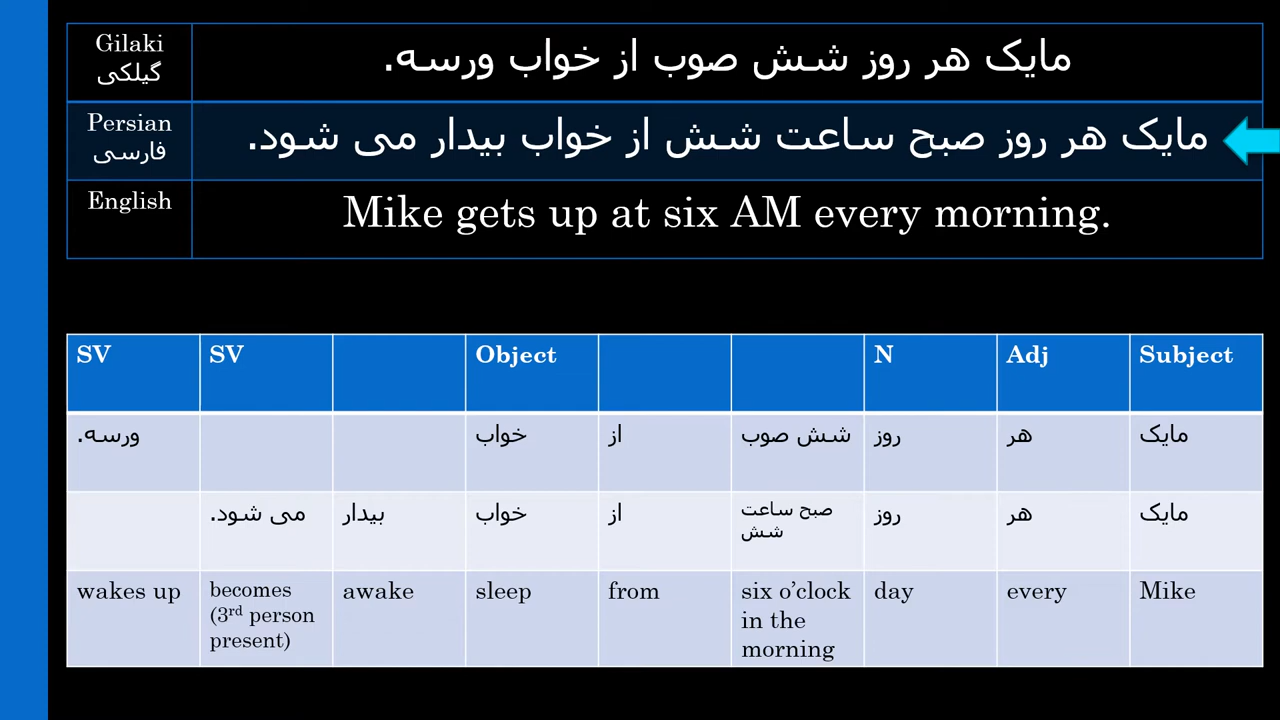 Gilaki
گیلکی
مایک هر روز شش صوب از خواب ورسه.
Persian
فارسی
مایک هر روز صبح ساعت شش از خواب بیدار می شود.
English
Mike gets up at six AM every morning.
SV
SV
Object
N
Adj
Subject
ورسه.
خواب
از
شش صوب
روز
هر
مایک
می شود.
بیدار
خواب
از
صبح ساعت
شش
روز
هر
مایک
wakes up
becomes
(3rd person
present)
awake
sleep
from
six o’clock
in the
morning
day
every
Mike